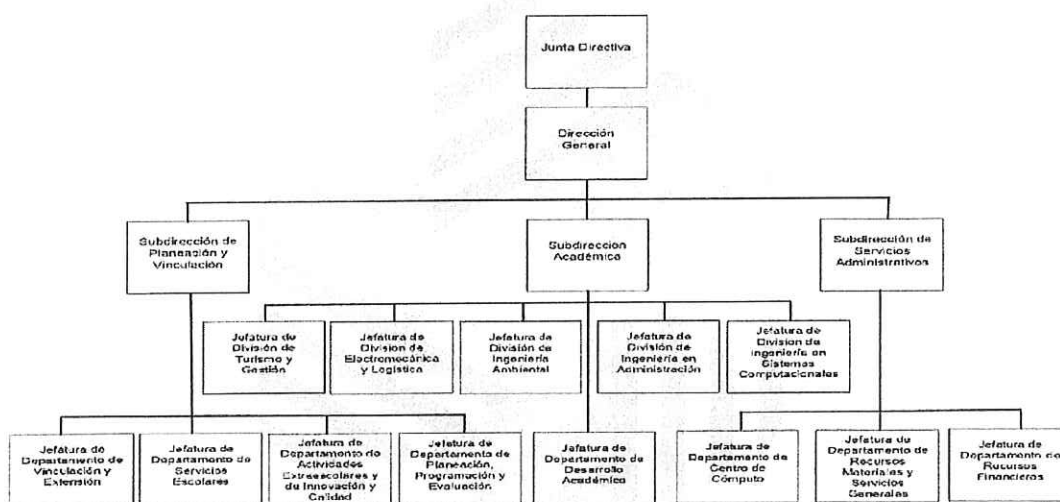 Junta Directiva
Dirección
General
Subdirección de
Planeación y
Vinculación
Subdireccion
Académica
Subdirección de
Servicios
Administrativos
Jefatura de
División de
Turismo y
Gestión
Jefatura de
Division de
Electromecánica
y Logística
Jefatura de
División de
Ingeniería
Ambiental
Jefatura de
División de
Ingeniería en
Administración
Jefatura de
Division de
Ingeniería en
Sistemas
Computacionales
Jefatura de
Departamento de
Vinculación y
Extensión
Jefatura de
Departamento de
Servicios
Escolares
Jefatura de
Departamento de
Actividades
Extraescolares y
de Innovación y
Calidad
Jefatura de
Departamento de
Planeación,
Programación y
Evaluación
Jefatura de
Departamento de
Desarrollo
Académico
Jefatura de
Departamento de
Centro de
Cómputo
Jefatura de
Departamento de
Recursos
Materiales y
Servicios
Generales
Jefatura de
Departamento de
Recursos
Financieros